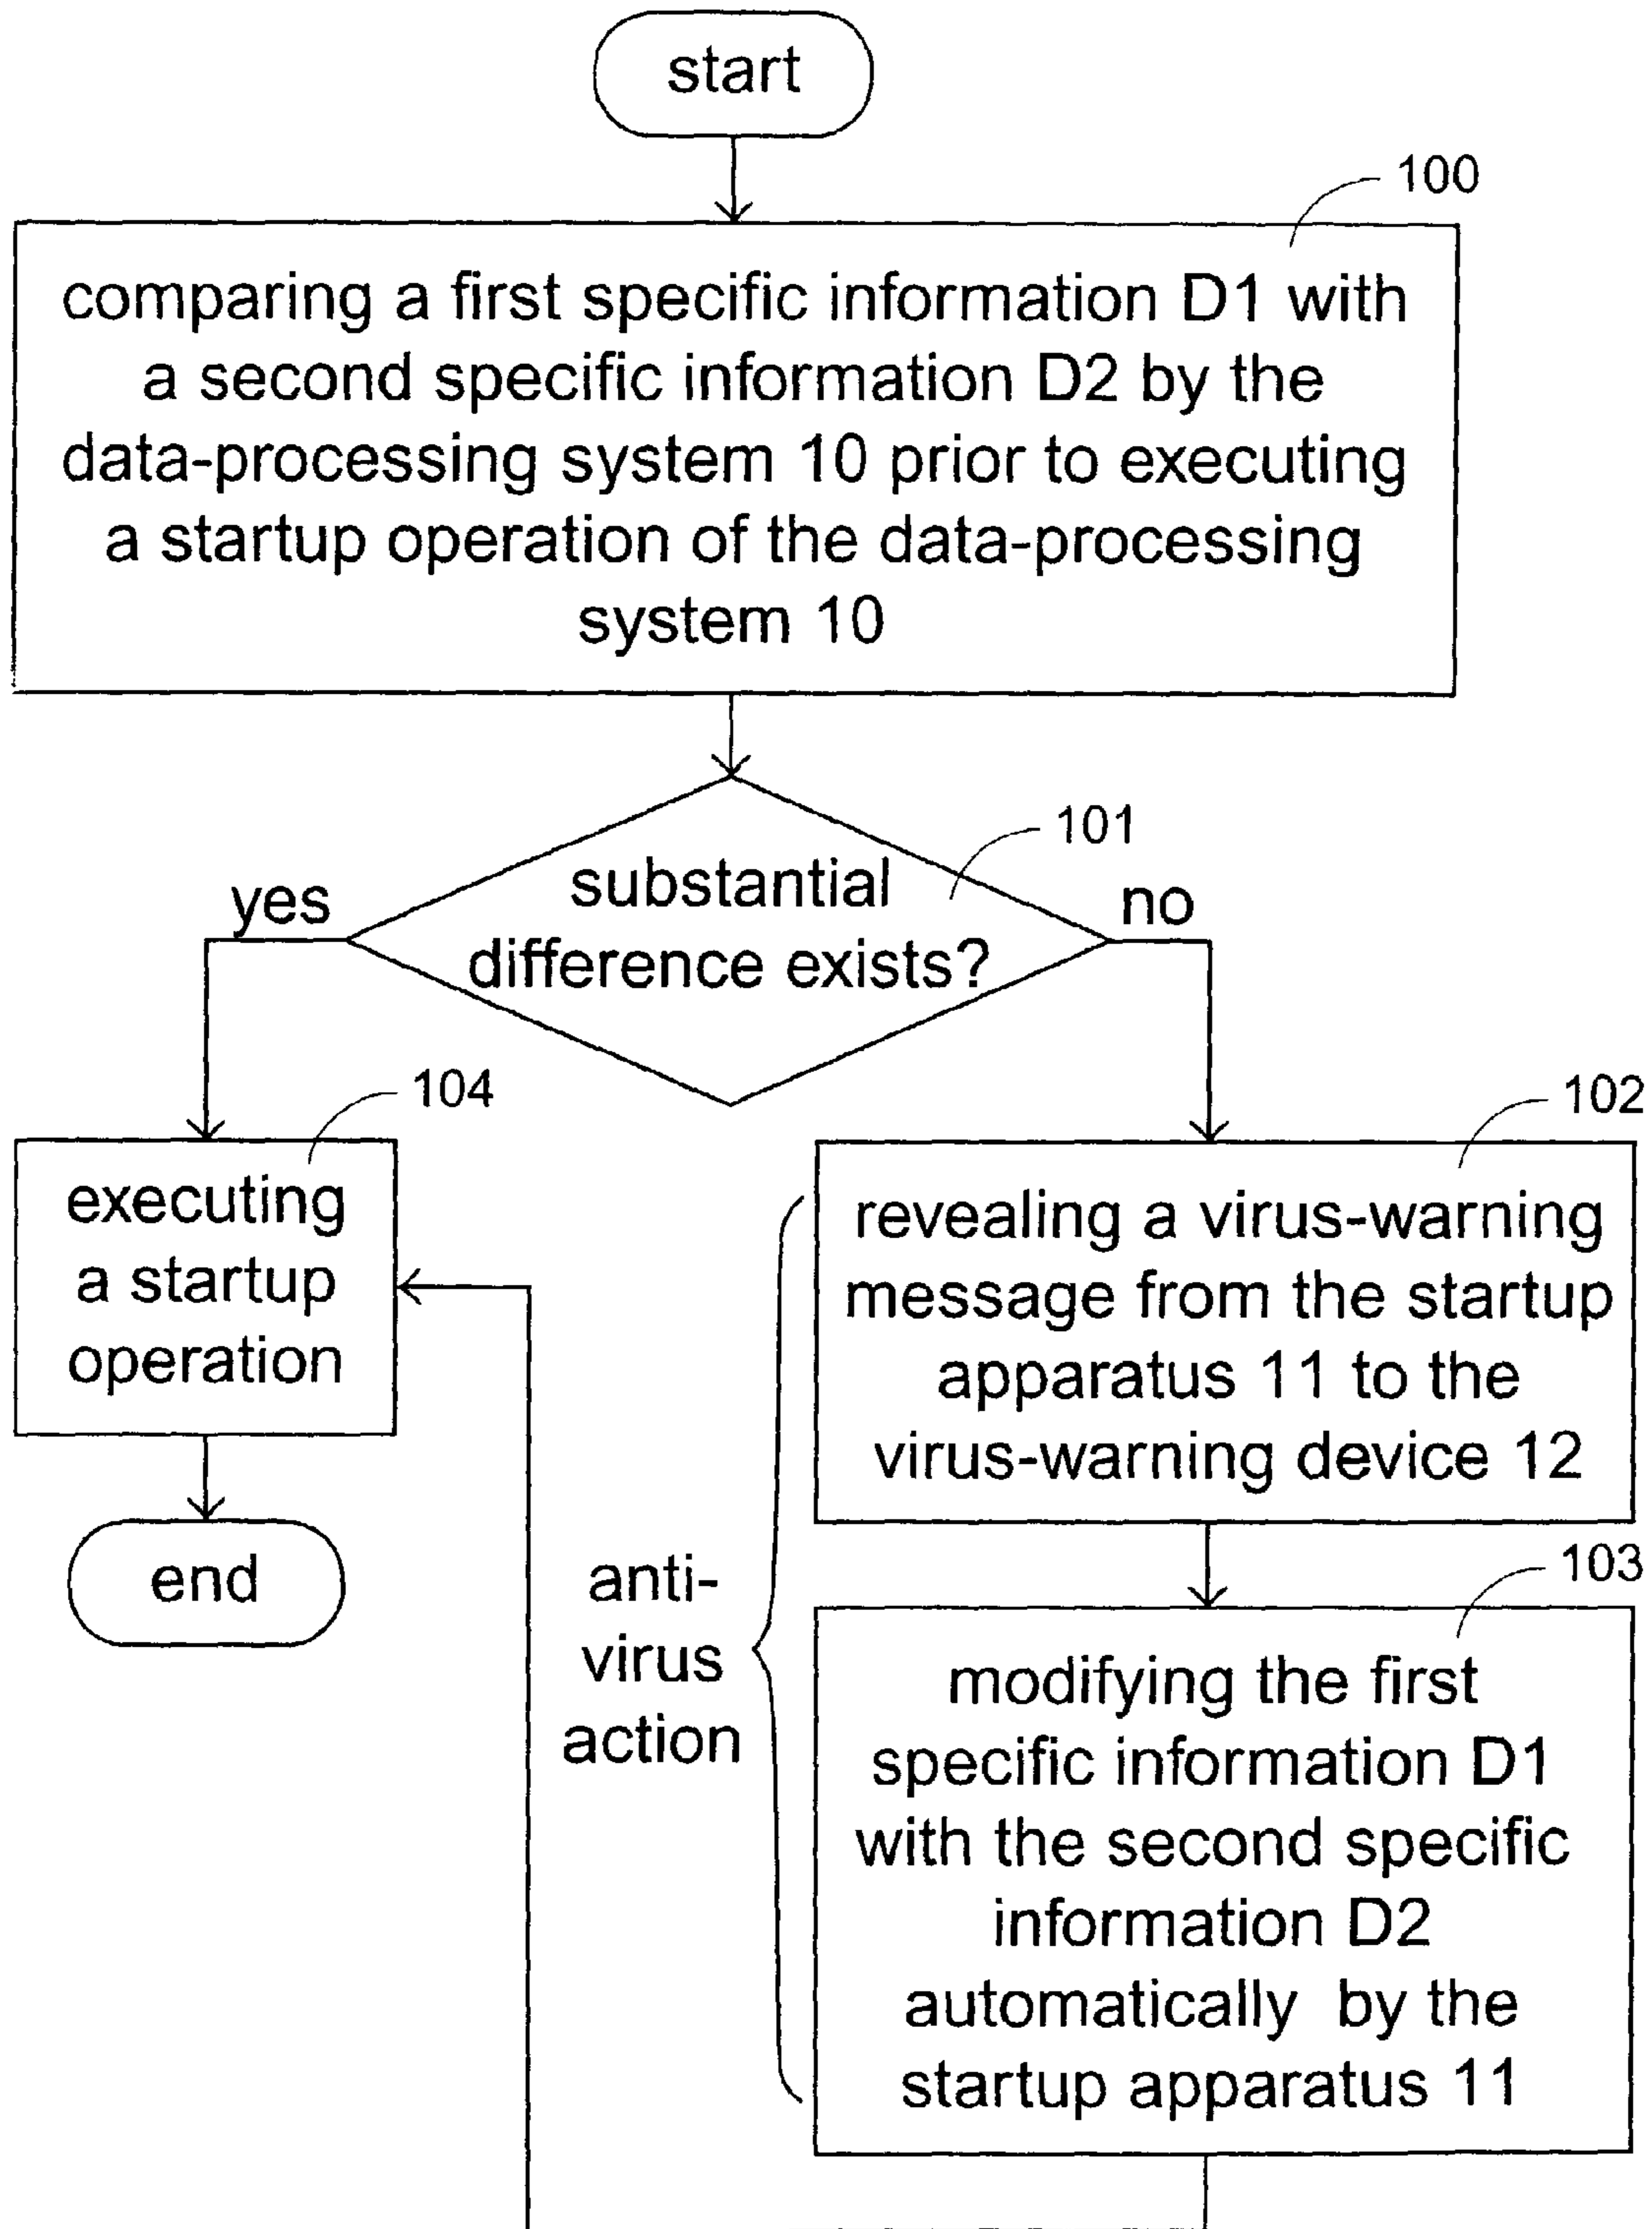 start
100
comparing a first specific information D1 with
a second specific information D2 by the
data-processing system 10 prior to executing
a startup operation of the data-processing
system 10
101
yes
substantial
difference exists?
no
104
executing
a startup
operation
end
102
revealing a virus-warning
message from the startup
apparatus 11 to the
virus-warning device 12
anti-
virus
action
103
modifying the first
specific information D1
with the second specific
information D2
automatically by the
startup apparatus 11